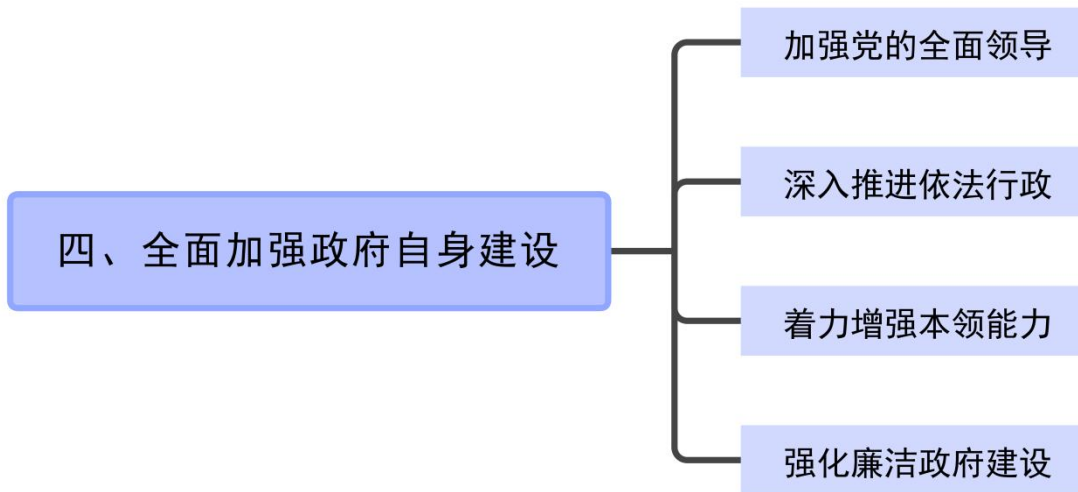 加强党的全面领导
深入推进依法行政
四、全面加强政府自身建设
着力增强本领能力
强化廉洁政府建设